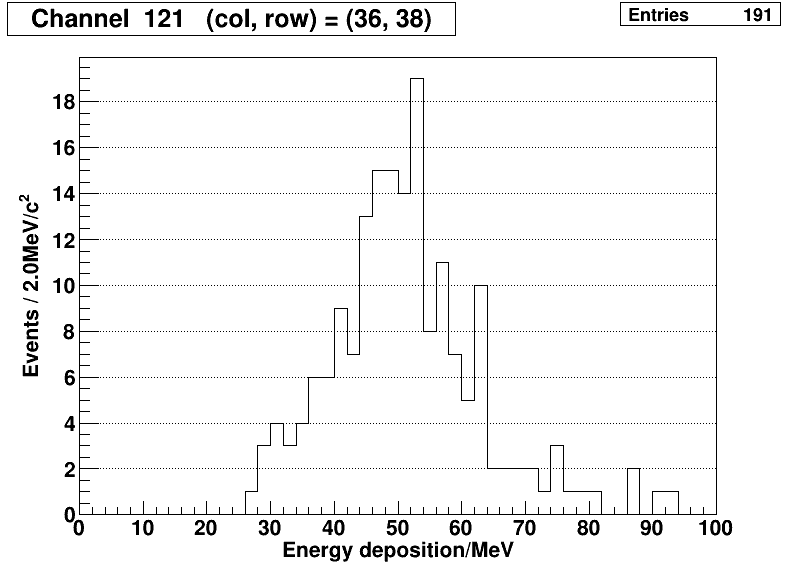 Channel 121 (col, row) = (36, 38)
Entries 191
Events / 2.0MeV/c²
18
16
14
12
10
8
6
4
2
0
0 10 20 30 40 50 60 70 80 90 100
Energy deposition/MeV